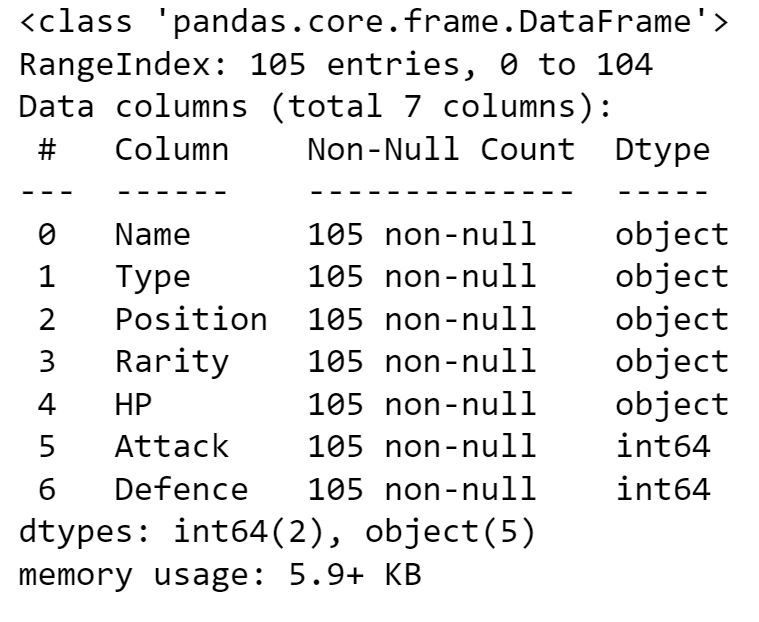 <class 'pandas.core.frame.DataFrame'>
RangeIndex: 105 entries, 0 to 104
Data columns (total 7 columns):
 #   Column    Non-Null Count  Dtype
---  ------    --------------  -----
 0   Name      105 non-null    object
 1   Type      105 non-null    object
 2   Position  105 non-null    object
 3   Rarity    105 non-null    object
 4   HP        105 non-null    object
 5   Attack    105 non-null    int64
 6   Defence   105 non-null    int64
dtypes: int64(2), object(5)
memory usage: 5.9+ KB